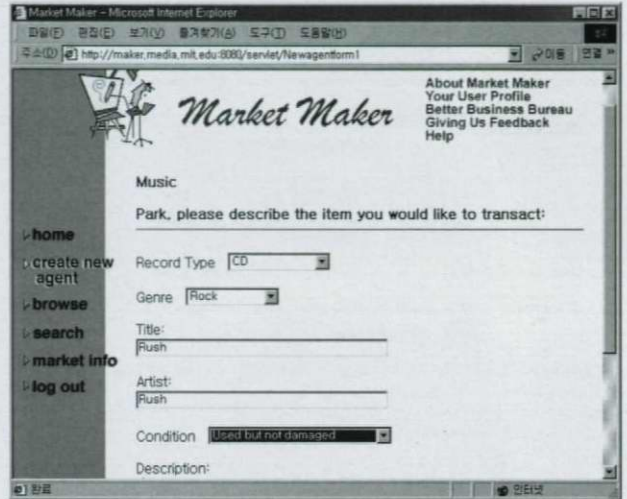 Market Maker - Microsoft Internet Explorer
파일(F) 편집(E) 보기(V) 즐겨찾기(A) 도구(T) 도움말(H)
주소(D) http://maker.media.mit.edu:8080/servlet/Newagentform1 이동 연결 »
Market Maker
About Market Maker
Your User Profile
Better Business Bureau
Giving Us Feedback
Help
home
create new
agent
browse
search
market info
log out
Music
Park, please describe the item you would like to transact:
Record Type CD
Genre Rock
Title:
Rush
Artist:
Rush
Condition Used but not damaged
Description:
완료 인터넷